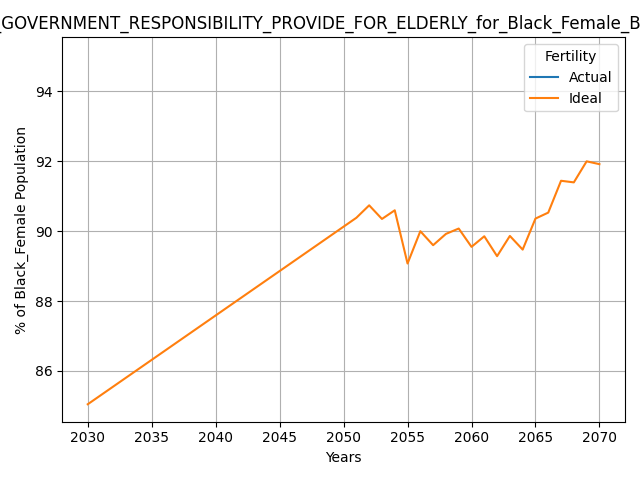 _GOVERNMENT_RESPONSIBILITY_PROVIDE_FOR_ELDERLY_for_Black_Female_B
Fertility
Actual
Ideal
% of Black_Female Population
94
92
90
88
86
2030 2035 2040 2045 2050 2055 2060 2065 2070
Years